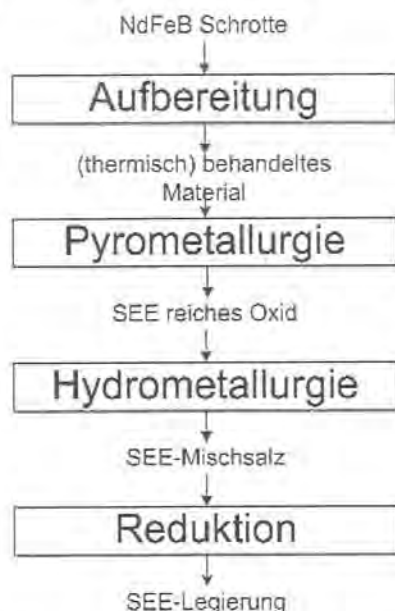 NdFeB Schrotte
Aufbereitung
(thermisch) behandeltes
Material
Pyrometallurgie
SEE reiches Oxid
Hydrometallurgie
SEE-Mischsalz
Reduktion
SEE-Legierung